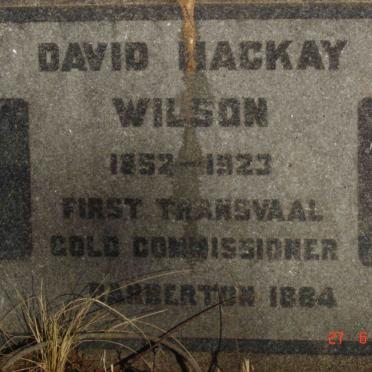 DAVID MACKAY
WILSON
1852-1923
FIRST TRANSVAAL
GOLD COMMISSIONER
BARBERTON 1884
27 6